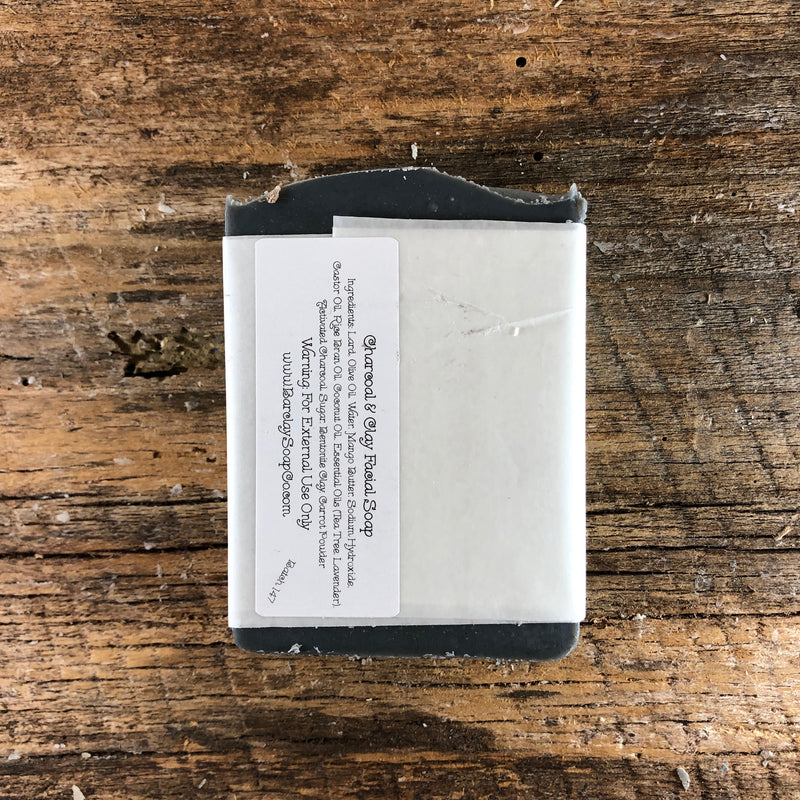 Charcoal & Clay Facial Soap
Ingredients: Lard, Olive Oil, Water, Mango Butter, Sodium Hydroxide,
Castor Oil, Rice Bran Oil, Coconut Oil, Essential Oils (Tea Tree, Lavender),
Activated Charcoal, Sugar, Bentonite Clay, Carrot Powder
Warning: For External Use Only
www.BarclaySoapCo.com
Batch 147